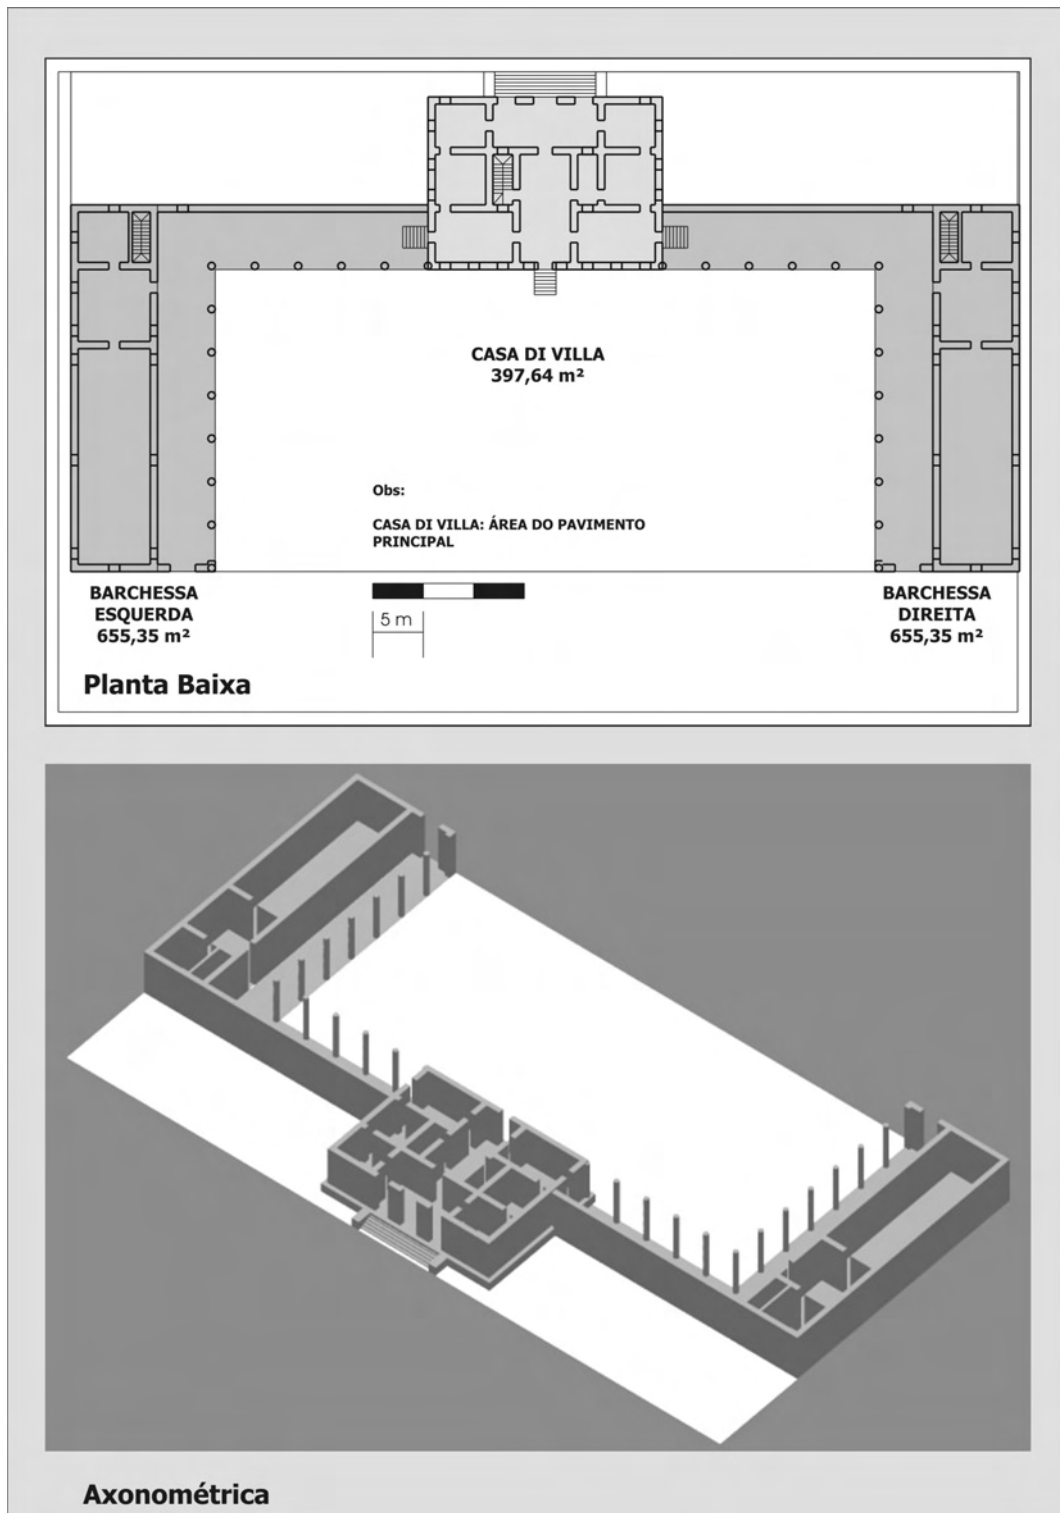 CASA DI VILLA
397,64 m²
Obs:
CASA DI VILLA: ÁREA DO PAVIMENTO
PRINCIPAL
BARCHESSA
ESQUERDA
655,35 m²
5 m
BARCHESSA
DIREITA
655,35 m²
Planta Baixa
Axonométrica